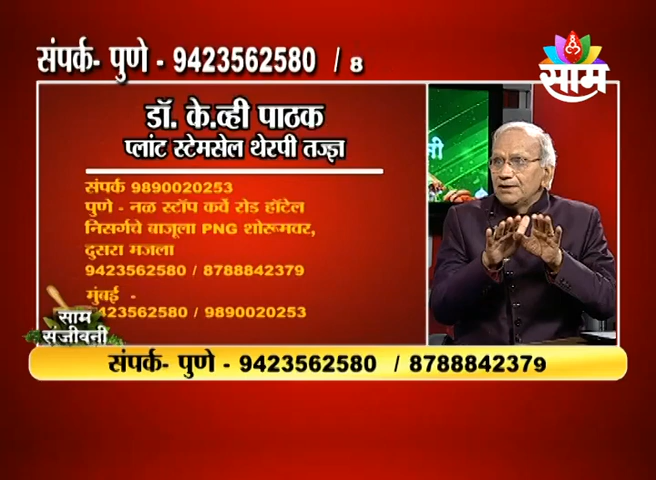 संपर्क- पुणे - 9423562580 / 8
साम
डॉ. के.व्ही पाठक
प्लांट स्टेमसेल थेरपी तज्ज्ञ
संपर्क 9890020253
पुणे - नळ स्टॉप कर्वे रोड हॉटेल
निसर्गचे बाजूला PNG शोरूमवर,
दुसरा मजला
9423562580 / 8788842379
मुंबई -
423562580 / 9890020253
साम
संजीवनी
संपर्क- पुणे - 9423562580 / 8788842379